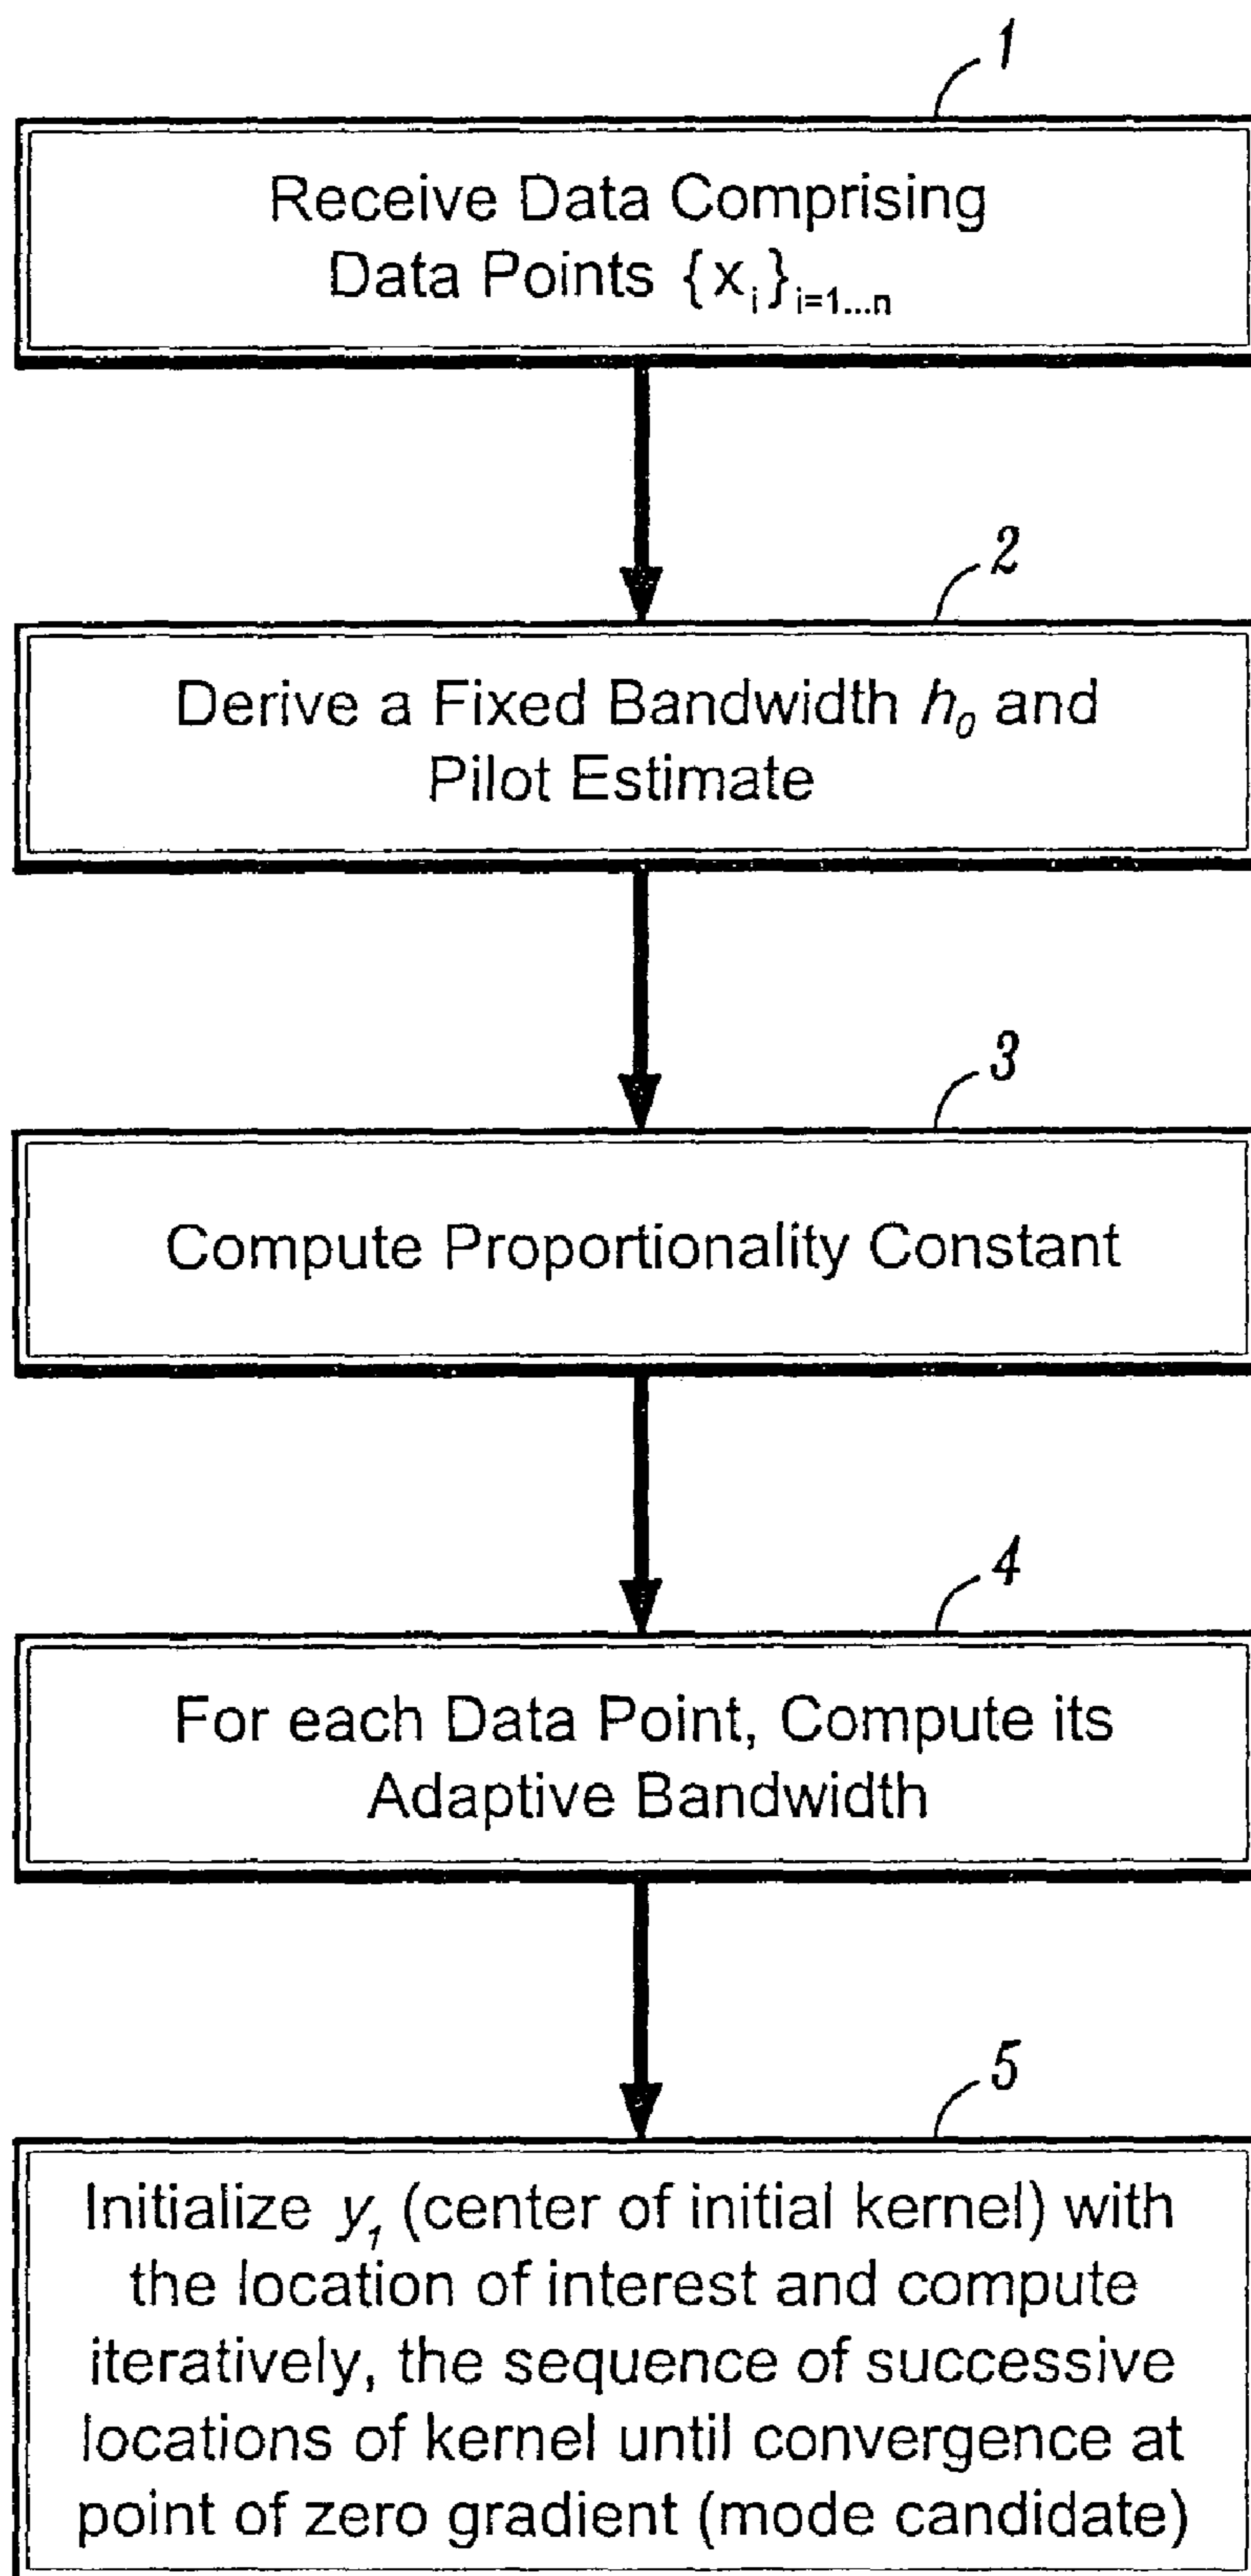 1
Receive Data Comprising
Data Points {x_i}_{i=1...n}
2
Derive a Fixed Bandwidth h_0 and
Pilot Estimate
3
Compute Proportionality Constant
4
For each Data Point, Compute its
Adaptive Bandwidth
5
Initialize y_1 (center of initial kernel) with
the location of interest and compute
iteratively, the sequence of successive
locations of kernel until convergence at
point of zero gradient (mode candidate)